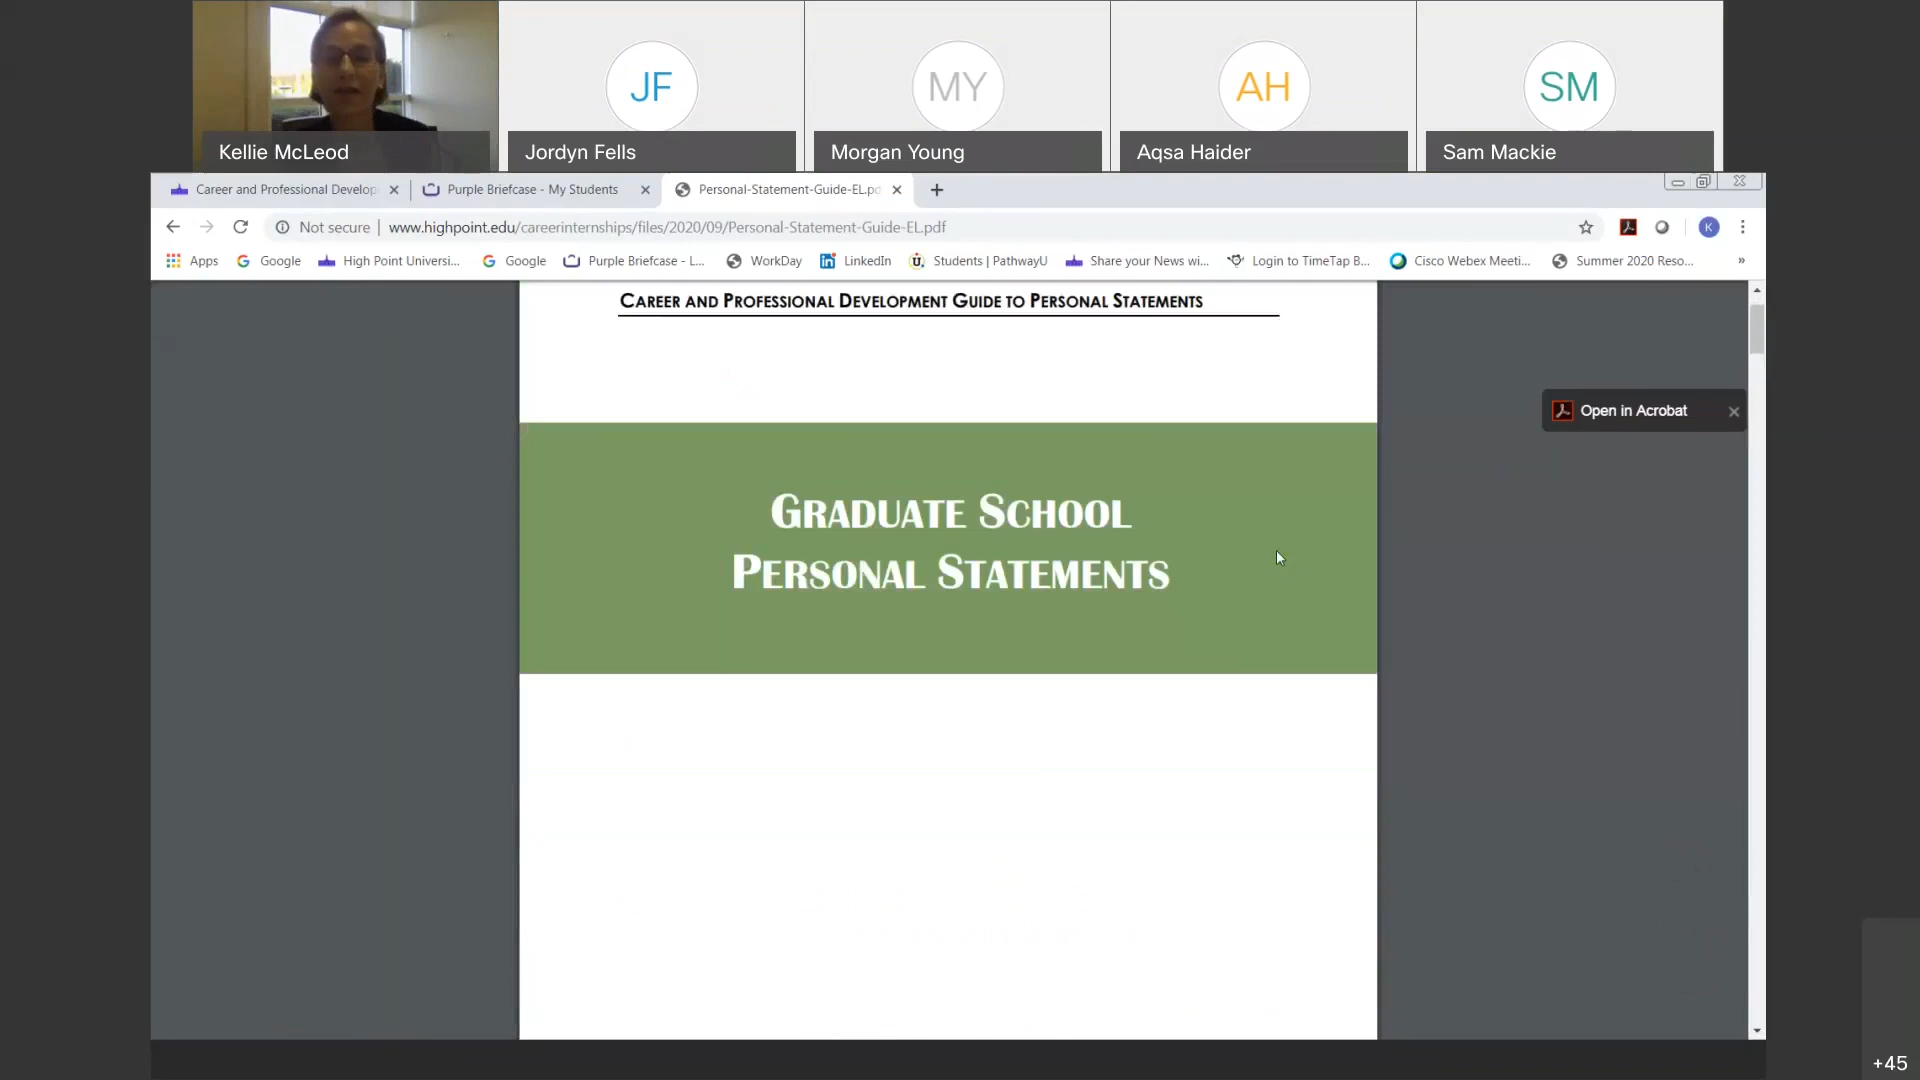 JF
MY
AH
SM
Kellie McLeod
Jordyn Fells
Morgan Young
Aqsa Haider
Sam Mackie
Career and Professional Develop
Purple Briefcase - My Students
Personal-Statement-Guide-EL.pd
Not secure | www.highpoint.edu/careerinternships/files/2020/09/Personal-Statement-Guide-EL.pdf
K
Apps
Google
High Point Universi...
Google
Purple Briefcase - L...
WorkDay
LinkedIn
Students | PathwayU
Share your News wi...
Login to TimeTap B...
Cisco Webex Meeti...
Summer 2020 Reso...
»
CAREER AND PROFESSIONAL DEVELOPMENT GUIDE TO PERSONAL STATEMENTS
Open in Acrobat
GRADUATE SCHOOL
PERSONAL STATEMENTS
+45